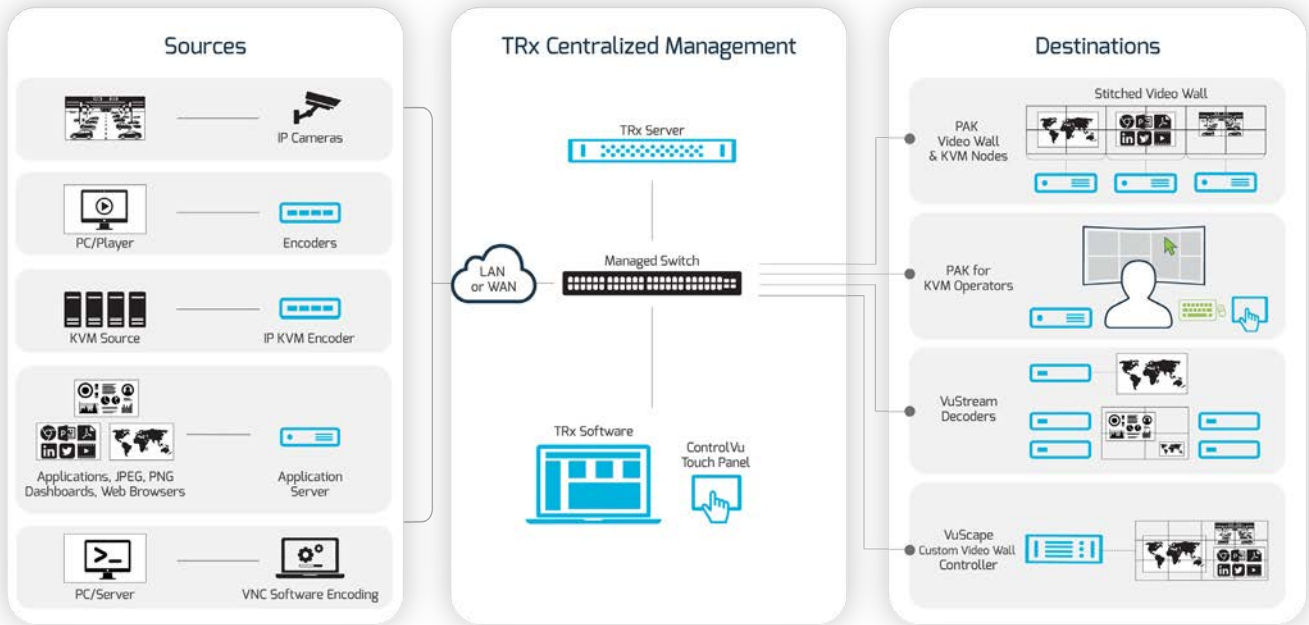 Sources
IP Cameras
PC/Player
Encoders
KVM Source
IP KVM Encoder
Applications, JPEG, PNG
Dashboards, Web Browsers
Application
Server
PC/Server
VNC Software Encoding
LAN
or WAN
TRx Centralized Management
TRx Server
Managed Switch
TRx Software
ControlVu
Touch Panel
Destinations
PAK
Video Wall
& KVM Nodes
Stitched Video Wall
PAK for
KVM Operators
VuStream
Decoders
VuScape
Custom Video Wall
Controller